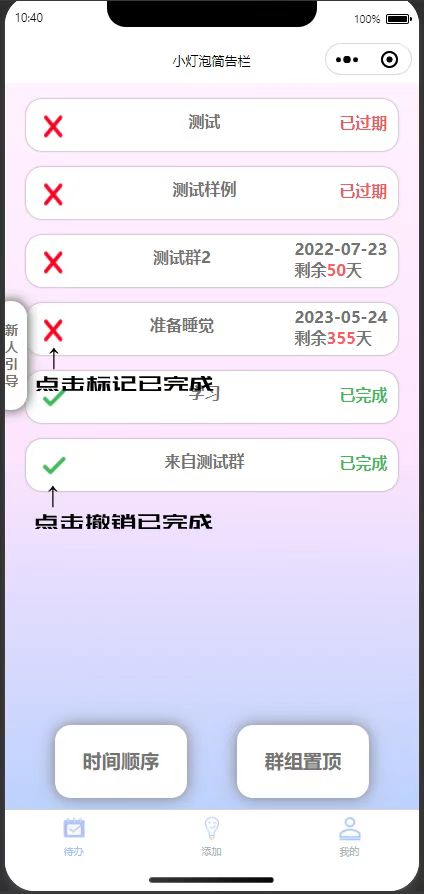 10:40
100%
小灯泡简告栏
测试
已过期
测试样例
已过期
测试群2
2022-07-23
剩余50天
准备睡觉
2023-05-24
剩余355天
新人引导
点击标记已完成
学习
已完成
来自测试群
已完成
点击撤销已完成
时间顺序
群组置顶
待办
添加
我的